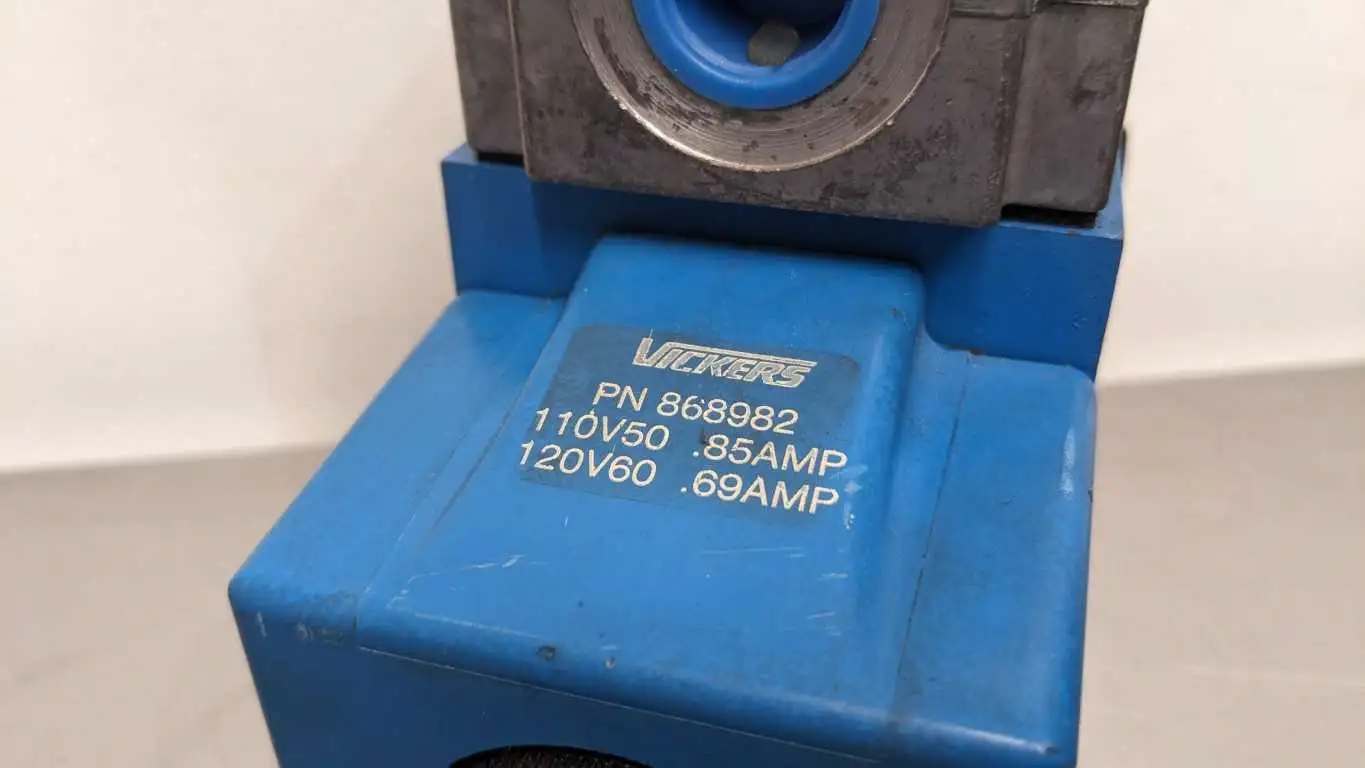 VICKERS
PN 868982
110V50 .85AMP
120V60 .69AMP